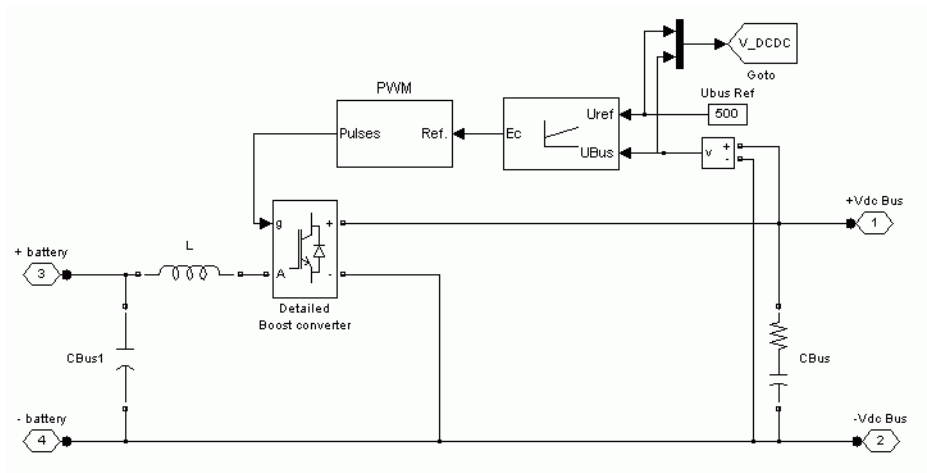 V_DCDC
Goto
Ubus Ref
500
PWM
Pulses
Ref.
Ec
Uref
UBus
v
+
-
+Vdc Bus
1
g
+
A
-
Detailed
Boost converter
L
+ battery
3
CBus1
CBus
- battery
4
-Vdc Bus
2